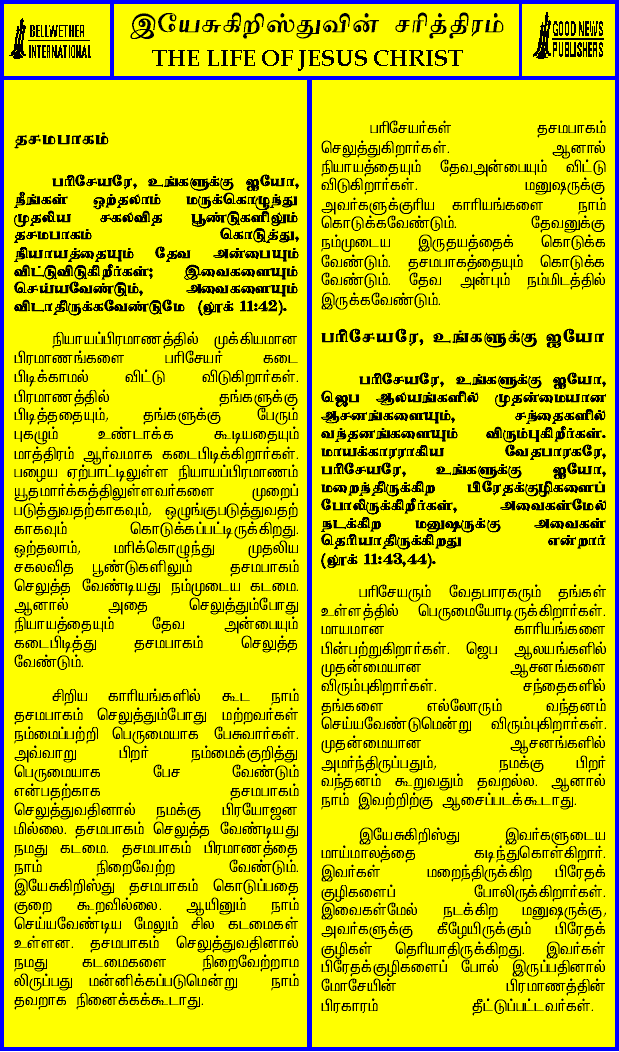 BELLWETHER
INTERNATIONAL
இயேசுகிறிஸ்துவின் சரித்திரம்
THE LIFE OF JESUS CHRIST
GOOD NEWS
PUBLISHERS
தசமபாகம்
பரிசேயரே, உங்களுக்கு ஐயோ,
நீங்கள் ஒற்தலாம் மருக்கொழுந்து
முதலிய சகலவித பூண்டுகளிலும்
தசமபாகம் கொடுத்து,
நியாயத்தையும் தேவ அன்பையும்
விட்டுவிடுகிறீர்கள்; இவைகளையும்
செய்யவேண்டும், அவைகளையும்
விடாதிருக்கவேண்டுமே (லூக் 11:42).
நியாயப்பிரமாணத்தில் முக்கியமான
பிரமாணங்களை பரிசேயர் கடை
பிடிக்காமல் விட்டு விடுகிறார்கள்.
பிரமாணத்தில் தங்களுக்கு
பிடித்ததையும், தங்களுக்கு பேரும்
புகழும் உண்டாக்க கூடியதையும்
மாத்திரம் ஆர்வமாக கடைபிடிக்கிறார்கள்.
பழைய ஏற்பாட்டிலுள்ள நியாயப்பிரமாணம்
யூதமார்க்கத்திலுள்ளவர்களை முறைப்
படுத்துவதற்காகவும், ஒழுங்குபடுத்துவதற்
காகவும் கொடுக்கப்பட்டிருக்கிறது.
ஒற்தலாம், மரிக்கொழுந்து முதலிய
சகலவித பூண்டுகளிலும் தசமபாகம்
செலுத்த வேண்டியது நம்முடைய கடமை.
ஆனால் அதை செலுத்தும்போது
நியாயத்தையும் தேவ அன்பையும்
கடைபிடித்து தசமபாகம் செலுத்த
வேண்டும்.
சிறிய காரியங்களில் கூட நாம்
தசமபாகம் செலுத்தும்போது மற்றவர்கள்
நம்மைப்பற்றி பெருமையாக பேசுவார்கள்.
அவ்வாறு பிறர் நம்மைக்குறித்து
பெருமையாக பேச வேண்டும்
என்பதற்காக தசமபாகம்
செலுத்துவதினால் நமக்கு பிரயோஜன
மில்லை. தசமபாகம் செலுத்த வேண்டியது
நமது கடமை. தசமபாகம் பிரமாணத்தை
நாம் நிறைவேற்ற வேண்டும்.
இயேசுகிறிஸ்து தசமபாகம் கொடுப்பதை
குறை கூறவில்லை. ஆயினும் நாம்
செய்யவேண்டிய மேலும் சில கடமைகள்
உள்ளன. தசமபாகம் செலுத்துவதினால்
நமது கடமைகளை நிறைவேற்றாம
லிருப்பது மன்னிக்கப்படுமென்று நாம்
தவறாக நினைக்கக்கூடாது.
பரிசேயர்கள் தசமபாகம்
செலுத்துகிறார்கள். ஆனால்
நியாயத்தையும் தேவஅன்பையும் விட்டு
விடுகிறார்கள். மனுஷருக்கு
அவர்களுக்குரிய காரியங்களை நாம்
கொடுக்கவேண்டும். தேவனுக்கு
நம்முடைய இருதயத்தைக் கொடுக்க
வேண்டும். தசமபாகத்தையும் கொடுக்க
வேண்டும். தேவ அன்பும் நம்மிடத்தில்
இருக்கவேண்டும்.
பரிசேயரே, உங்களுக்கு ஐயோ
பரிசேயரே, உங்களுக்கு ஐயோ,
ஜெப ஆலயங்களில் முதன்மையான
ஆசனங்களையும், சந்தைகளில்
வந்தனங்களையும் விரும்புகிறீர்கள்.
மாயக்காரராகிய வேதபாரகரே,
பரிசேயரே, உங்களுக்கு ஐயோ,
மறைந்திருக்கிற பிரேதக்குழிகளைப்
போலிருக்கிறீர்கள், அவைகள்மேல்
நடக்கிற மனுஷருக்கு அவைகள்
தெரியாதிருக்கிறது என்றார்
(லூக் 11:43,44).
பரிசேயரும் வேதபாரகரும் தங்கள்
உள்ளத்தில் பெருமையோடிருக்கிறார்கள்.
மாயமான காரியங்களை
பின்பற்றுகிறார்கள். ஜெப ஆலயங்களில்
முதன்மையான ஆசனங்களை
விரும்புகிறார்கள். சந்தைகளில்
தங்களை எல்லோரும் வந்தனம்
செய்யவேண்டுமென்று விரும்புகிறார்கள்.
முதன்மையான ஆசனங்களில்
அமர்ந்திருப்பதும், நமக்கு பிறர்
வந்தனம் கூறுவதும் தவறல்ல. ஆனால்
நாம் இவற்றிற்கு ஆசைப்படக்கூடாது.
இயேசுகிறிஸ்து இவர்களுடைய
மாய்மாலத்தை கடிந்துகொள்கிறார்.
இவர்கள் மறைந்திருக்கிற பிரேதக்
குழிகளைப் போலிருக்கிறார்கள்.
இவைகள்மேல் நடக்கிற மனுஷருக்கு,
அவர்களுக்கு கீழேயிருக்கும் பிரேதக்
குழிகள் தெரியாதிருக்கிறது. இவர்கள்
பிரேதக்குழிகளைப் போல் இருப்பதினால்
மோசேயின் பிரமாணத்தின்
பிரகாரம் தீட்டுப்பட்டவர்கள்.